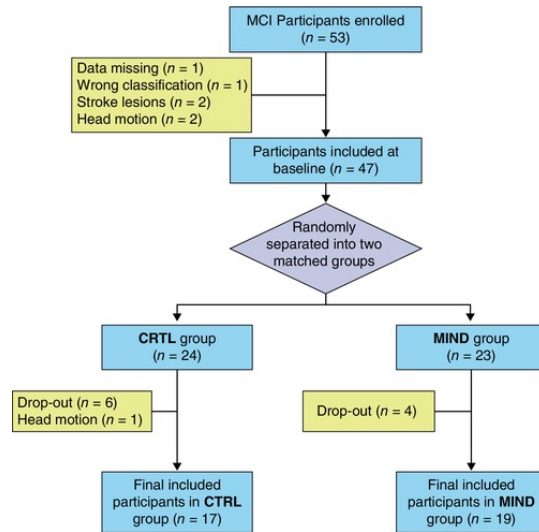 MCI Participants enrolled
(n = 53)
Data missing (n = 1)
Wrong classification (n = 1)
Stroke lesions (n = 2)
Head motion (n = 2)
Participants included at
baseline (n = 47)
Randomly
separated into two
matched groups
CRTL group
(n = 24)
MIND group
(n = 23)
Drop-out (n = 6)
Head motion (n = 1)
Drop-out (n = 4)
Final included
participants in CTRL
group (n = 17)
Final included
participants in MIND
group (n = 19)